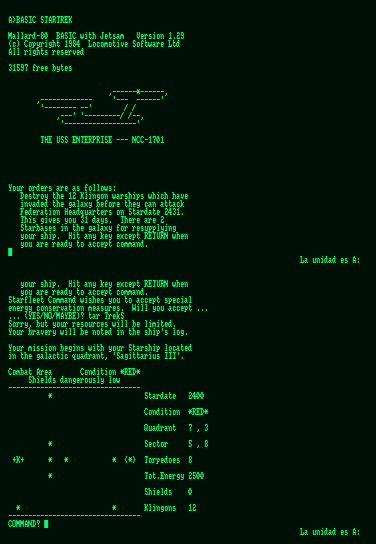 A>BASIC STARTREK
Mallard-80  BASIC with Jetsam   Version 1.29
(c) Copyright 1984  Locomotive Software Ltd
All rights reserved
31597 free bytes
THE USS ENTERPRISE --- NCC-1701
Your orders are as follows:
Destroy the 12 Klingon warships which have
invaded the galaxy before they can attack
Federation Headquarters on Stardate 2431.
This gives you 31 days.  There are 2
Starbases in the galaxy for resupplying
your ship.  Hit any key except RETURN when
you are ready to accept command.
La unidad es A:
your ship.  Hit any key except RETURN when
you are ready to accept command.
Starfleet Command wishes you to accept special
energy conservation measures.  Will you accept ...
... (YES/NO/MAYBE)? tar Trek5
Sorry, but your resources will be limited.
Your bravery will be noted in the ship's log.
Your mission begins with your Starship located
in the galactic quadrant, 'Sagittarius III'.
Combat Area       Condition *RED*
Shields dangerously low
---------------------------------
*                       Stardate   2400
Condition  *RED*
Quadrant   7 , 3
*                       Sector     5 , 8
+K+      *   *           *  (*)  Torpedoes  8
*                       Tot.Energy 2500
Shields    0
*                       *       Klingons   12
---------------------------------
COMMAND?
La unidad es A: